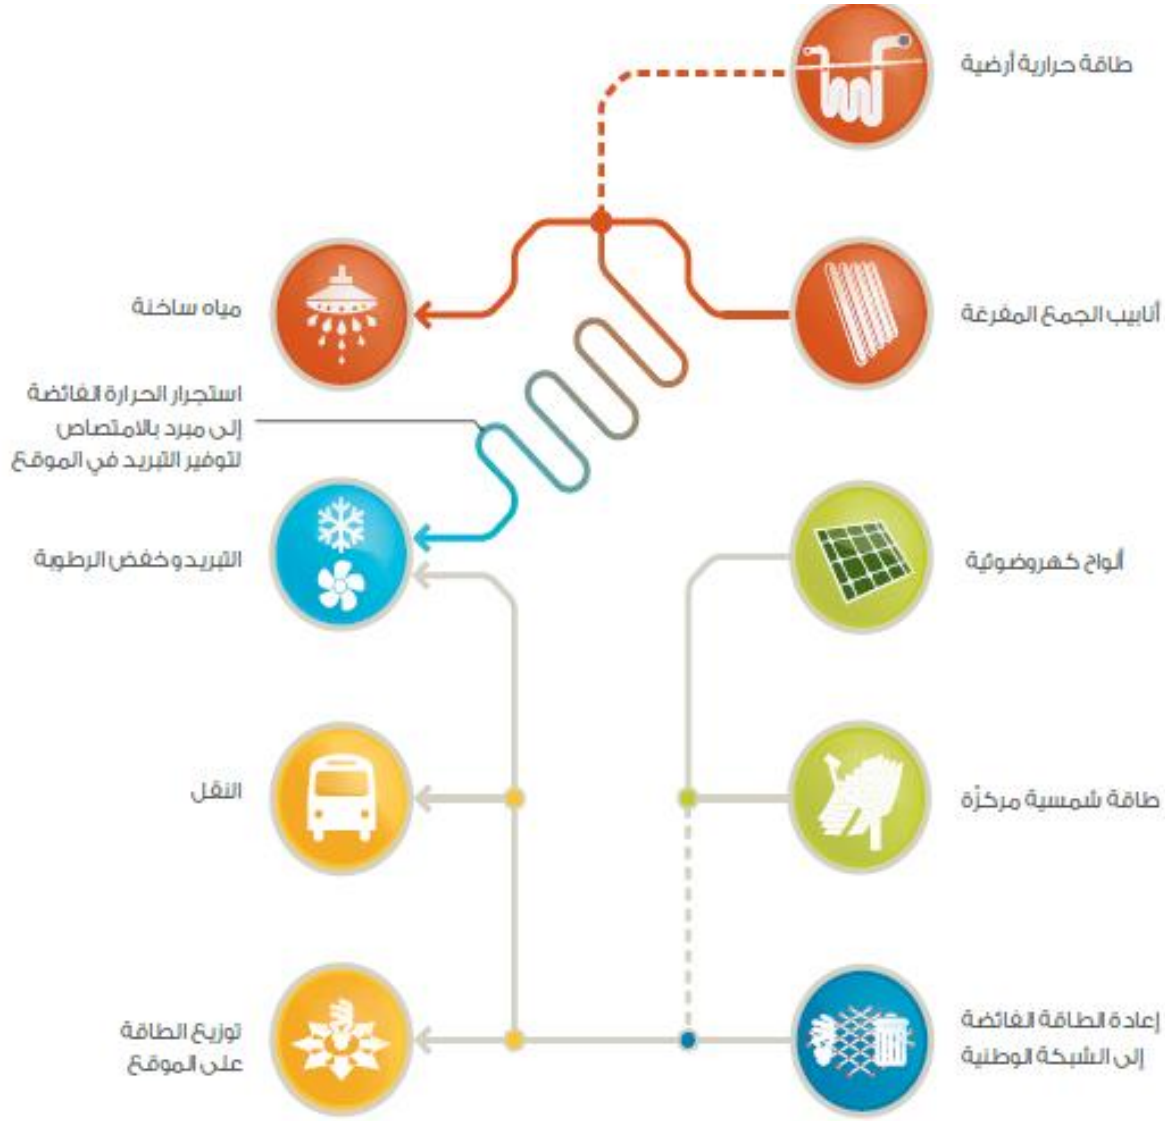 طاقة حرارية أرضية
مياه ساخنة
أنابيب الجمع المفرغة
استجرار الحرارة الفائضة
إلى مبرد بالامتصاص
لتوفير التبريد في الموقع
التبريد وخفض الرطوبة
ألواح كهروضوئية
النقل
طاقة شمسية مركزّة
توزيع الطاقة
على الموقع
إعادة الطاقة الفائضة
إلى الشبكة الوطنية